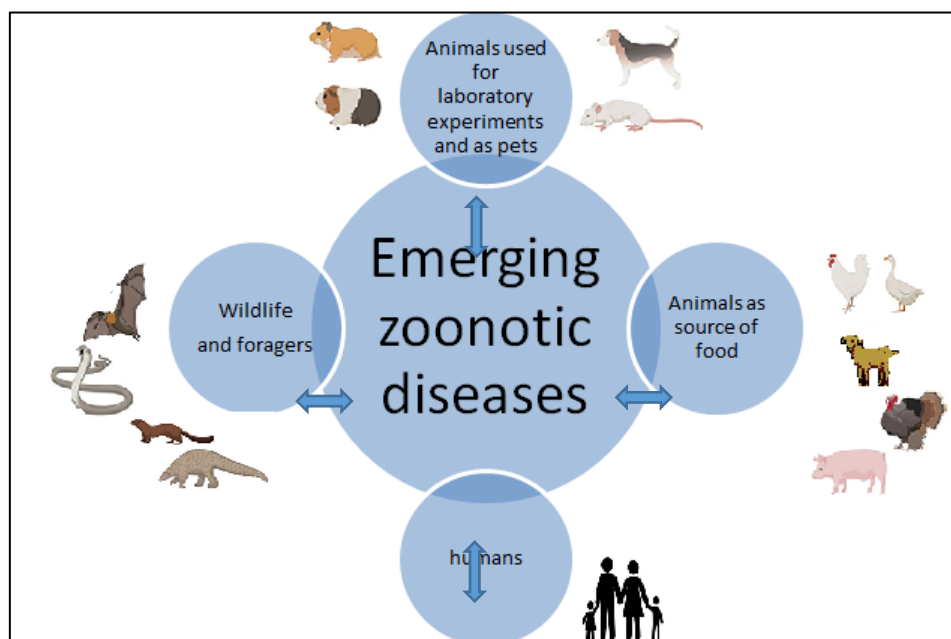 Animals used
for
laboratory
experiments
and as pets
Emerging
zoonotic
diseases
Wildlife
and foragers
Animals as
source of
food
humans